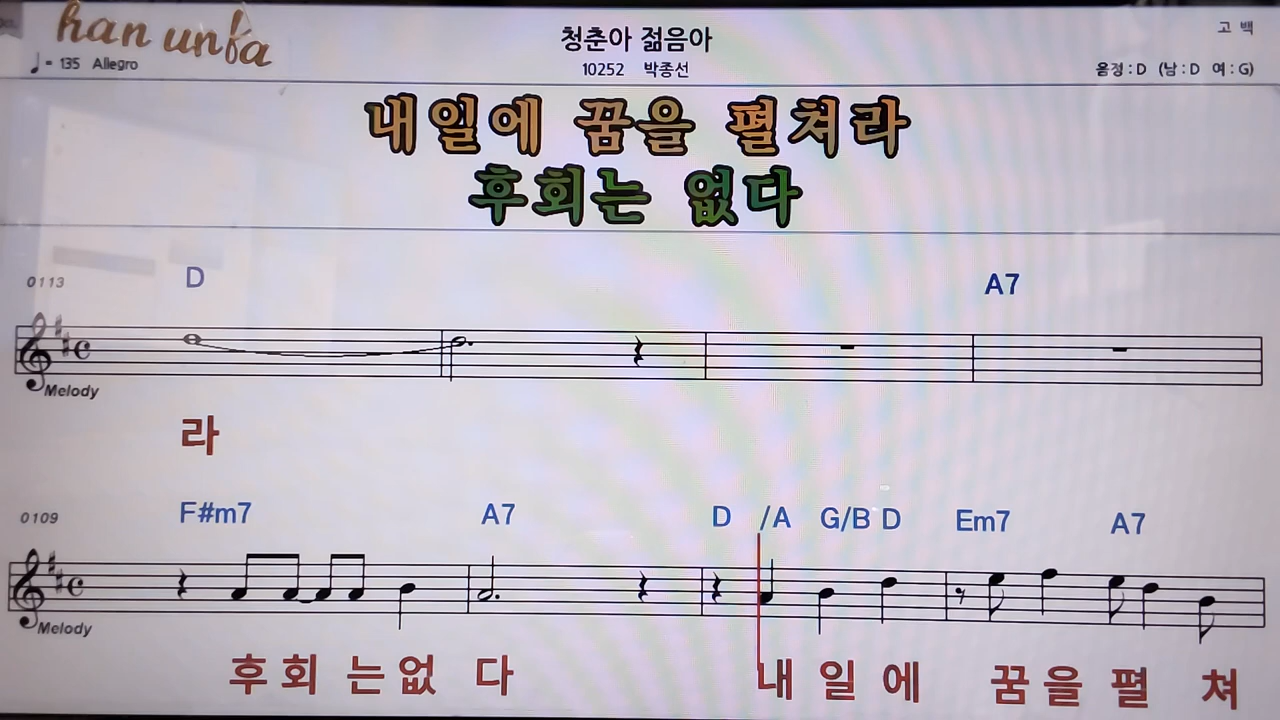 han unfa
청춘아 젊음아
고 백
♩= 135 Allegro
10252 박종선
음정 : D (남 : D 여 : G)
내일에 꿈을 펼쳐라
후회는 없다
0113
D A7
Melody
라
0109
F#m7 A7 D /A G/B D Em7 A7
Melody
후 회 는 없 다 내 일 에 꿈 을 펼 쳐